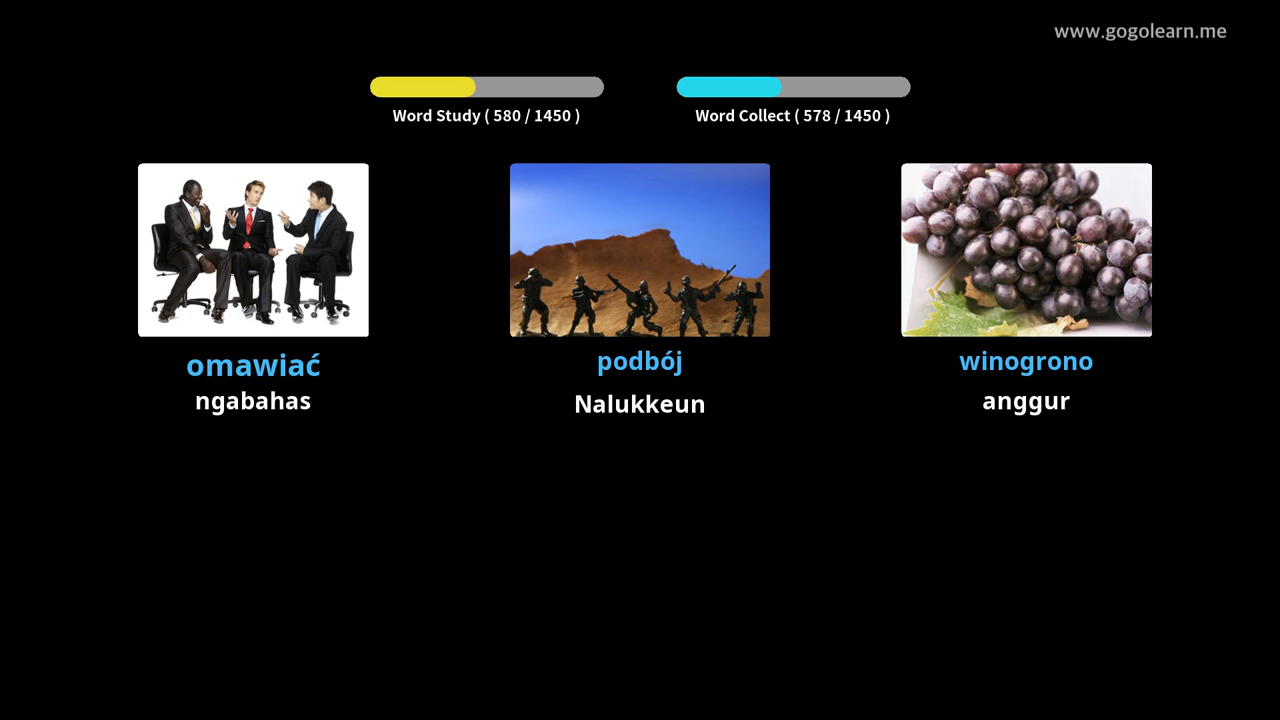 www.gogolearn.me
Word Study ( 580 / 1450 )
Word Collect ( 578 / 1450 )
omawiać
ngabahas
podbój
Nalukkeun
winogrono
anggur